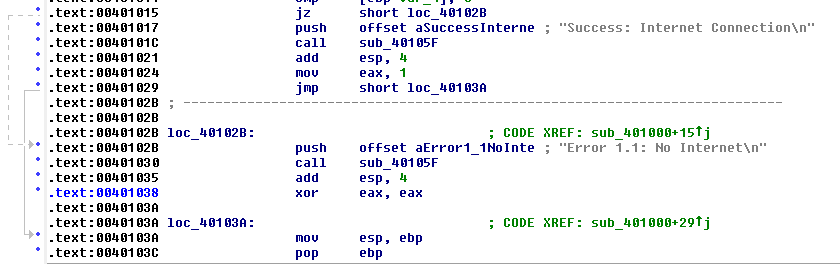 .text:00401015 jz short loc_40102B
.text:00401017 push offset aSuccessInterne ; "Success: Internet Connection\n"
.text:0040101C call sub_40105F
.text:00401021 add esp, 4
.text:00401024 mov eax, 1
.text:00401029 jmp short loc_40103A
.text:0040102B ; ---------------------------------------------------------------------------
.text:0040102B
.text:0040102B loc_40102B: ; CODE XREF: sub_401000+15↑j
.text:0040102B push offset aError1_1NoInte ; "Error 1.1: No Internet\n"
.text:00401030 call sub_40105F
.text:00401035 add esp, 4
.text:00401038 xor eax, eax
.text:0040103A
.text:0040103A loc_40103A: ; CODE XREF: sub_401000+29↑j
.text:0040103A mov esp, ebp
.text:0040103C pop ebp